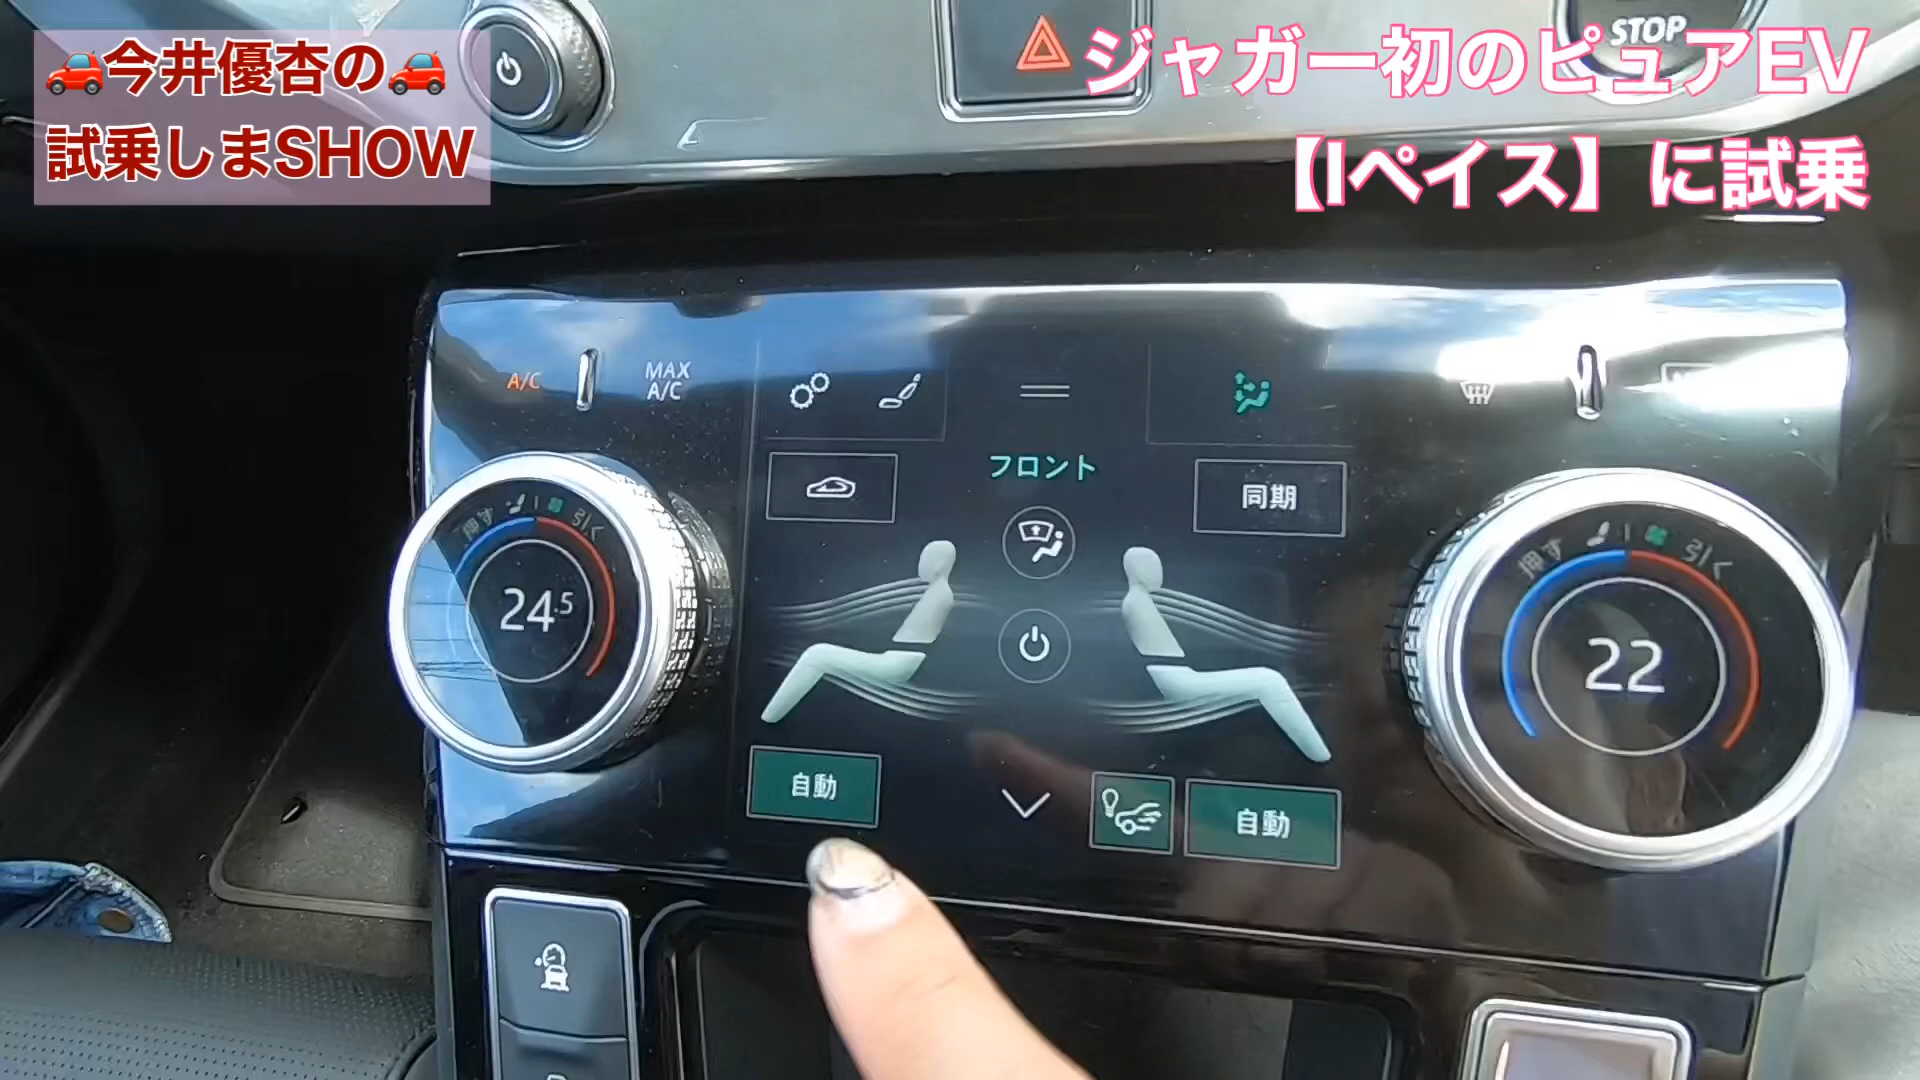 🚗今井優杏の🚗
試乗しまSHOW
ジャガー初のピュアEV
【Iペイス】に試乗
STOP
A/C
MAX
A/C
フロント
同期
押す
引く
24.5
押す
引く
22
自動
自動